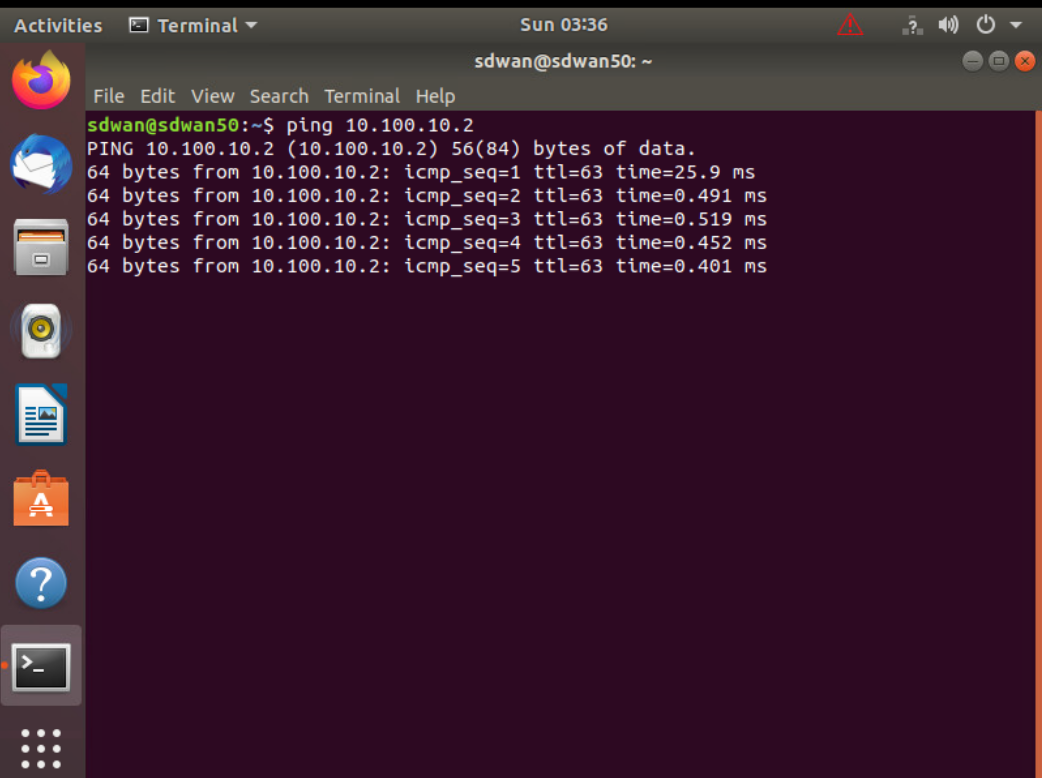 Activities Terminal Sun 03:36 ?
sdwan@sdwan50: ~
File Edit View Search Terminal Help
sdwan@sdwan50:~$ ping 10.100.10.2
PING 10.100.10.2 (10.100.10.2) 56(84) bytes of data.
64 bytes from 10.100.10.2: icmp_seq=1 ttl=63 time=25.9 ms
64 bytes from 10.100.10.2: icmp_seq=2 ttl=63 time=0.491 ms
64 bytes from 10.100.10.2: icmp_seq=3 ttl=63 time=0.519 ms
64 bytes from 10.100.10.2: icmp_seq=4 ttl=63 time=0.452 ms
64 bytes from 10.100.10.2: icmp_seq=5 ttl=63 time=0.401 ms